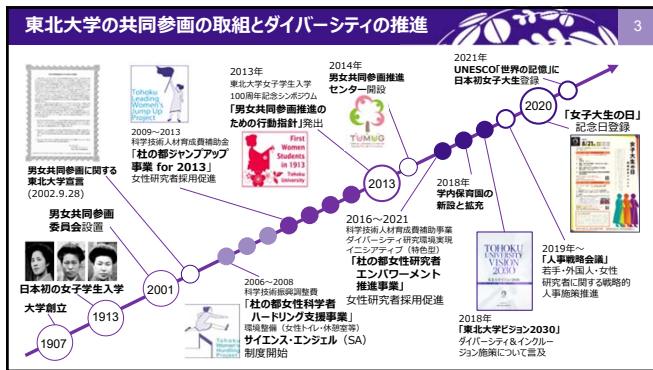 東北大学の共同参画の取組とダイバーシティの推進
3
2021年
UNESCO「世界の記憶」に
日本初女子大生登録
2014年
男女共同参画推進
センター開設
2013年
東北大学女子学生入学
100周年記念シンポジウム
「男女共同参画推進の
ための行動指針」発出
Tohoku
Leading
Women's
Jump Up
Project
2009～2013
科学技術人材育成費補助金
「杜の都ジャンプアップ
事業 for 2013」
女性研究者採用促進
First
Women
Students
in 1913
Tohoku
University
TUMUG
2020
「女子大生の日」
記念日登録
女子大生の日
8/21
男女共同参画に関する
東北大学宣言
(2002.9.28)
男女共同参画
委員会設置
2013
2018年
学内保育園の
新設と拡充
2016～2021
科学技術人材育成費補助事業
ダイバーシティ研究環境実現
イニシアティブ（特色型）
「杜の都女性研究者
エンパワーメント
推進事業」
女性研究者採用促進
TOHOKU
UNIVERSITY
VISION
2030
2019年～
「人事戦略会議」
若手・外国人・女性
研究者に関する戦略的
人事施策推進
日本初の女子学生入学
2001
2006～2008
科学技術振興調整費
「杜の都女性科学者
ハードリング支援事業」
環境整備（女性トイレ・休憩室等）
サイエンス・エンジェル（SA）
制度開始
Tohoku
Women's
Hurdling
Project
大学創立
1913
1907
2018年
「東北大学ビジョン2030」
ダイバーシティ＆インクルー
ジョン施策について言及